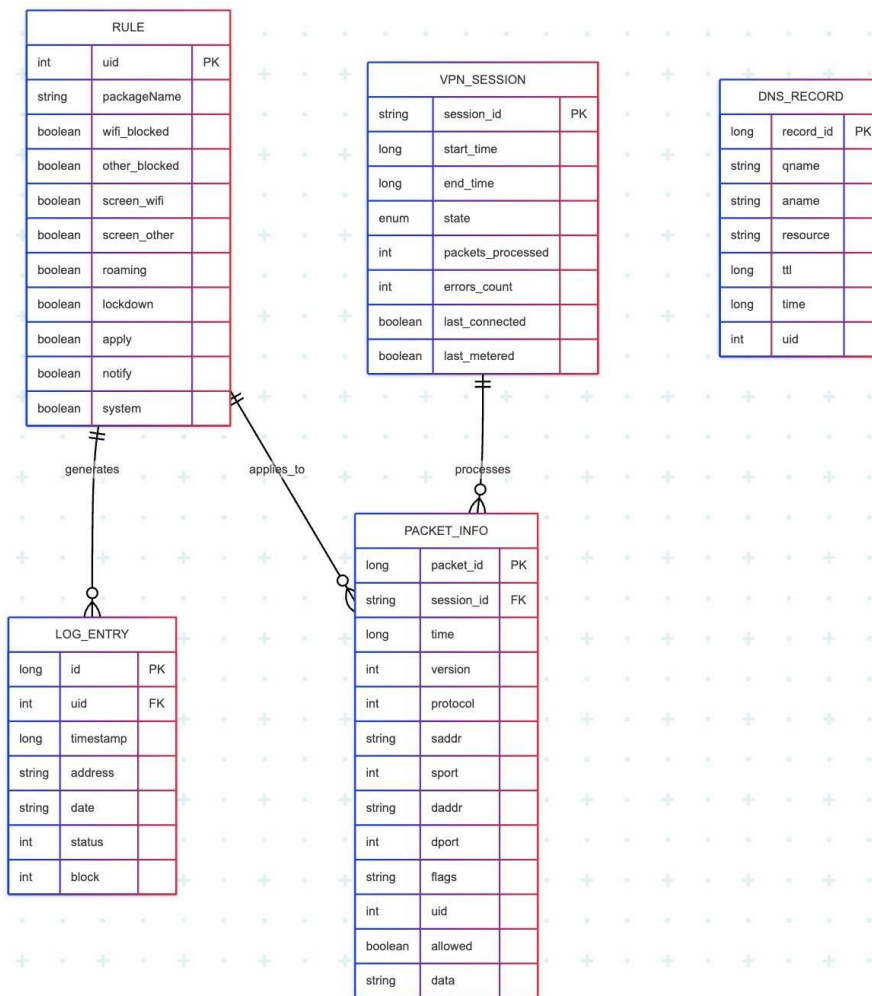 RULE
int uid PK
string packageName
boolean wifi_blocked
boolean other_blocked
boolean screen_wifi
boolean screen_other
boolean roaming
boolean lockdown
boolean apply
boolean notify
boolean system
VPN_SESSION
string session_id PK
long start_time
long end_time
enum state
int packets_processed
int errors_count
boolean last_connected
boolean last_metered
DNS_RECORD
long record_id PK
string qname
string aname
string resource
long ttl
long time
int uid
generates
applies_to
processes
LOG_ENTRY
long id PK
int uid FK
long timestamp
string address
string date
int status
int block
PACKET_INFO
long packet_id PK
string session_id FK
long time
int version
int protocol
string saddr
int sport
string daddr
int dport
string flags
int uid
boolean allowed
string data